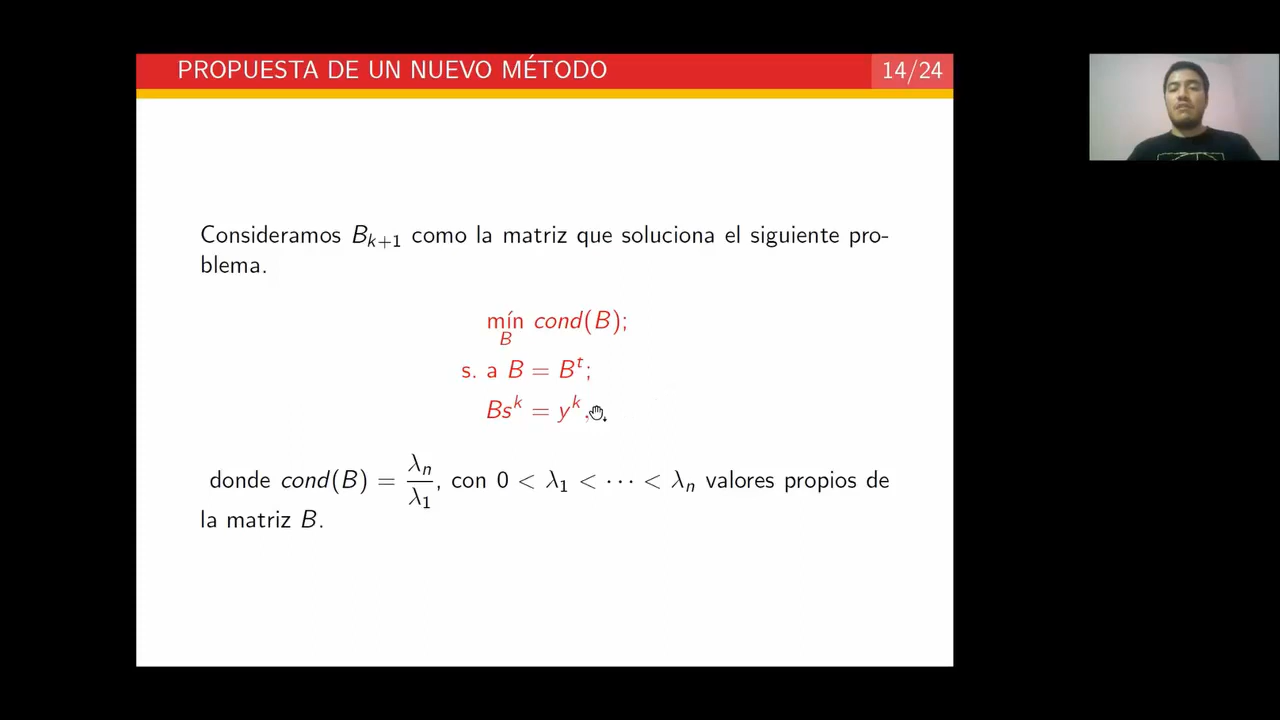 PROPUESTA DE UN NUEVO MÉTODO 14/24
Consideramos B_{k+1} como la matriz que soluciona el siguiente pro-
blema.
mín_B cond(B);
s. a B = B^t;
Bs^k = y^k.
donde cond(B) = λ_n/λ_1, con 0 < λ_1 < ··· < λ_n valores propios de
la matriz B.